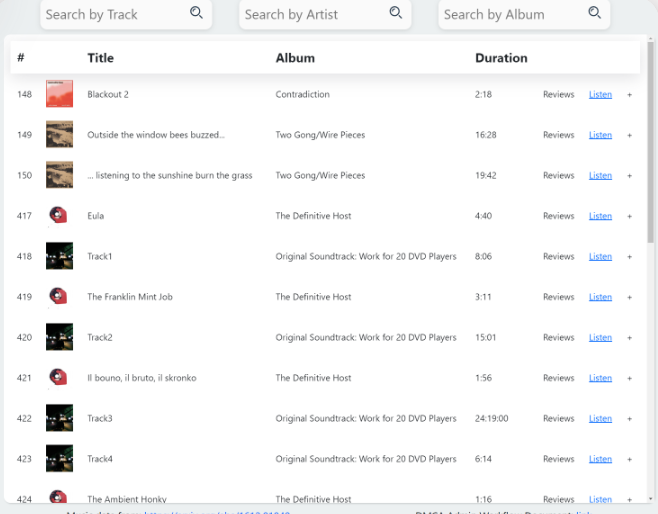 Search by Track Search by Artist Search by Album
# Title Album Duration
148 Blackout 2 Contradiction 2:18 Reviews Listen +
149 Outside the window bees buzzed... Two Gong/Wire Pieces 16:28 Reviews Listen +
150 ... listening to the sunshine burn the grass Two Gong/Wire Pieces 19:42 Reviews Listen +
417 Eula The Definitive Host 4:40 Reviews Listen +
418 Track1 Original Soundtrack: Work for 20 DVD Players 8:06 Reviews Listen +
419 The Franklin Mint Job The Definitive Host 3:11 Reviews Listen +
420 Track2 Original Soundtrack: Work for 20 DVD Players 15:01 Reviews Listen +
421 Il bouno, il bruto, il skronko The Definitive Host 1:56 Reviews Listen +
422 Track3 Original Soundtrack: Work for 20 DVD Players 24:19:00 Reviews Listen +
423 Track4 Original Soundtrack: Work for 20 DVD Players 6:14 Reviews Listen +
424 The Ambient Honky The Definitive Host 1:16 Reviews Listen +